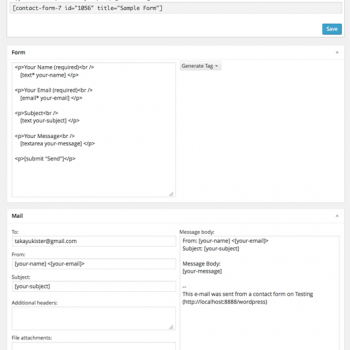 [contact-form-7 id="1056" title="Sample Form"]
Save
Form
<p>Your Name (required)<br />
[text* your-name] </p>
Generate Tag
<p>Your Email (required)<br />
[email* your-email] </p>
<p>Subject<br />
[text your-subject] </p>
<p>Your Message<br />
[textarea your-message] </p>
<p>[submit "Send"]</p>
Mail
To:
takayukister@gmail.com
From:
[your-name] <[your-email]>
Subject:
[your-subject]
Additional headers:
File attachments:
Message body:
From: [your-name] <[your-email]>
Subject: [your-subject]
Message Body:
[your-message]
--
This e-mail was sent from a contact form on Testing
(http://localhost:8888/wordpress)